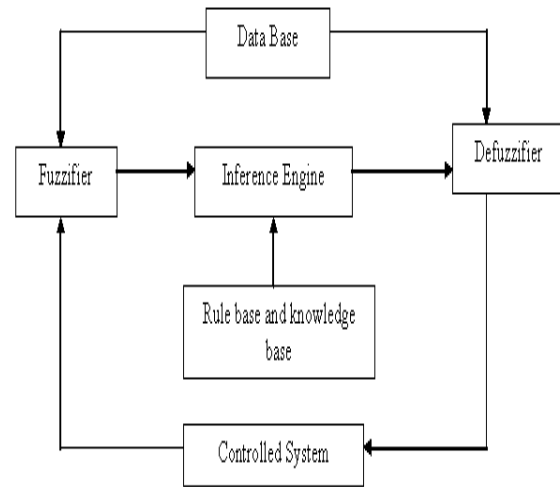 Data Base
Fuzzifier
Inference Engine
Defuzzifier
Rule base and knowledge
base
Controlled System